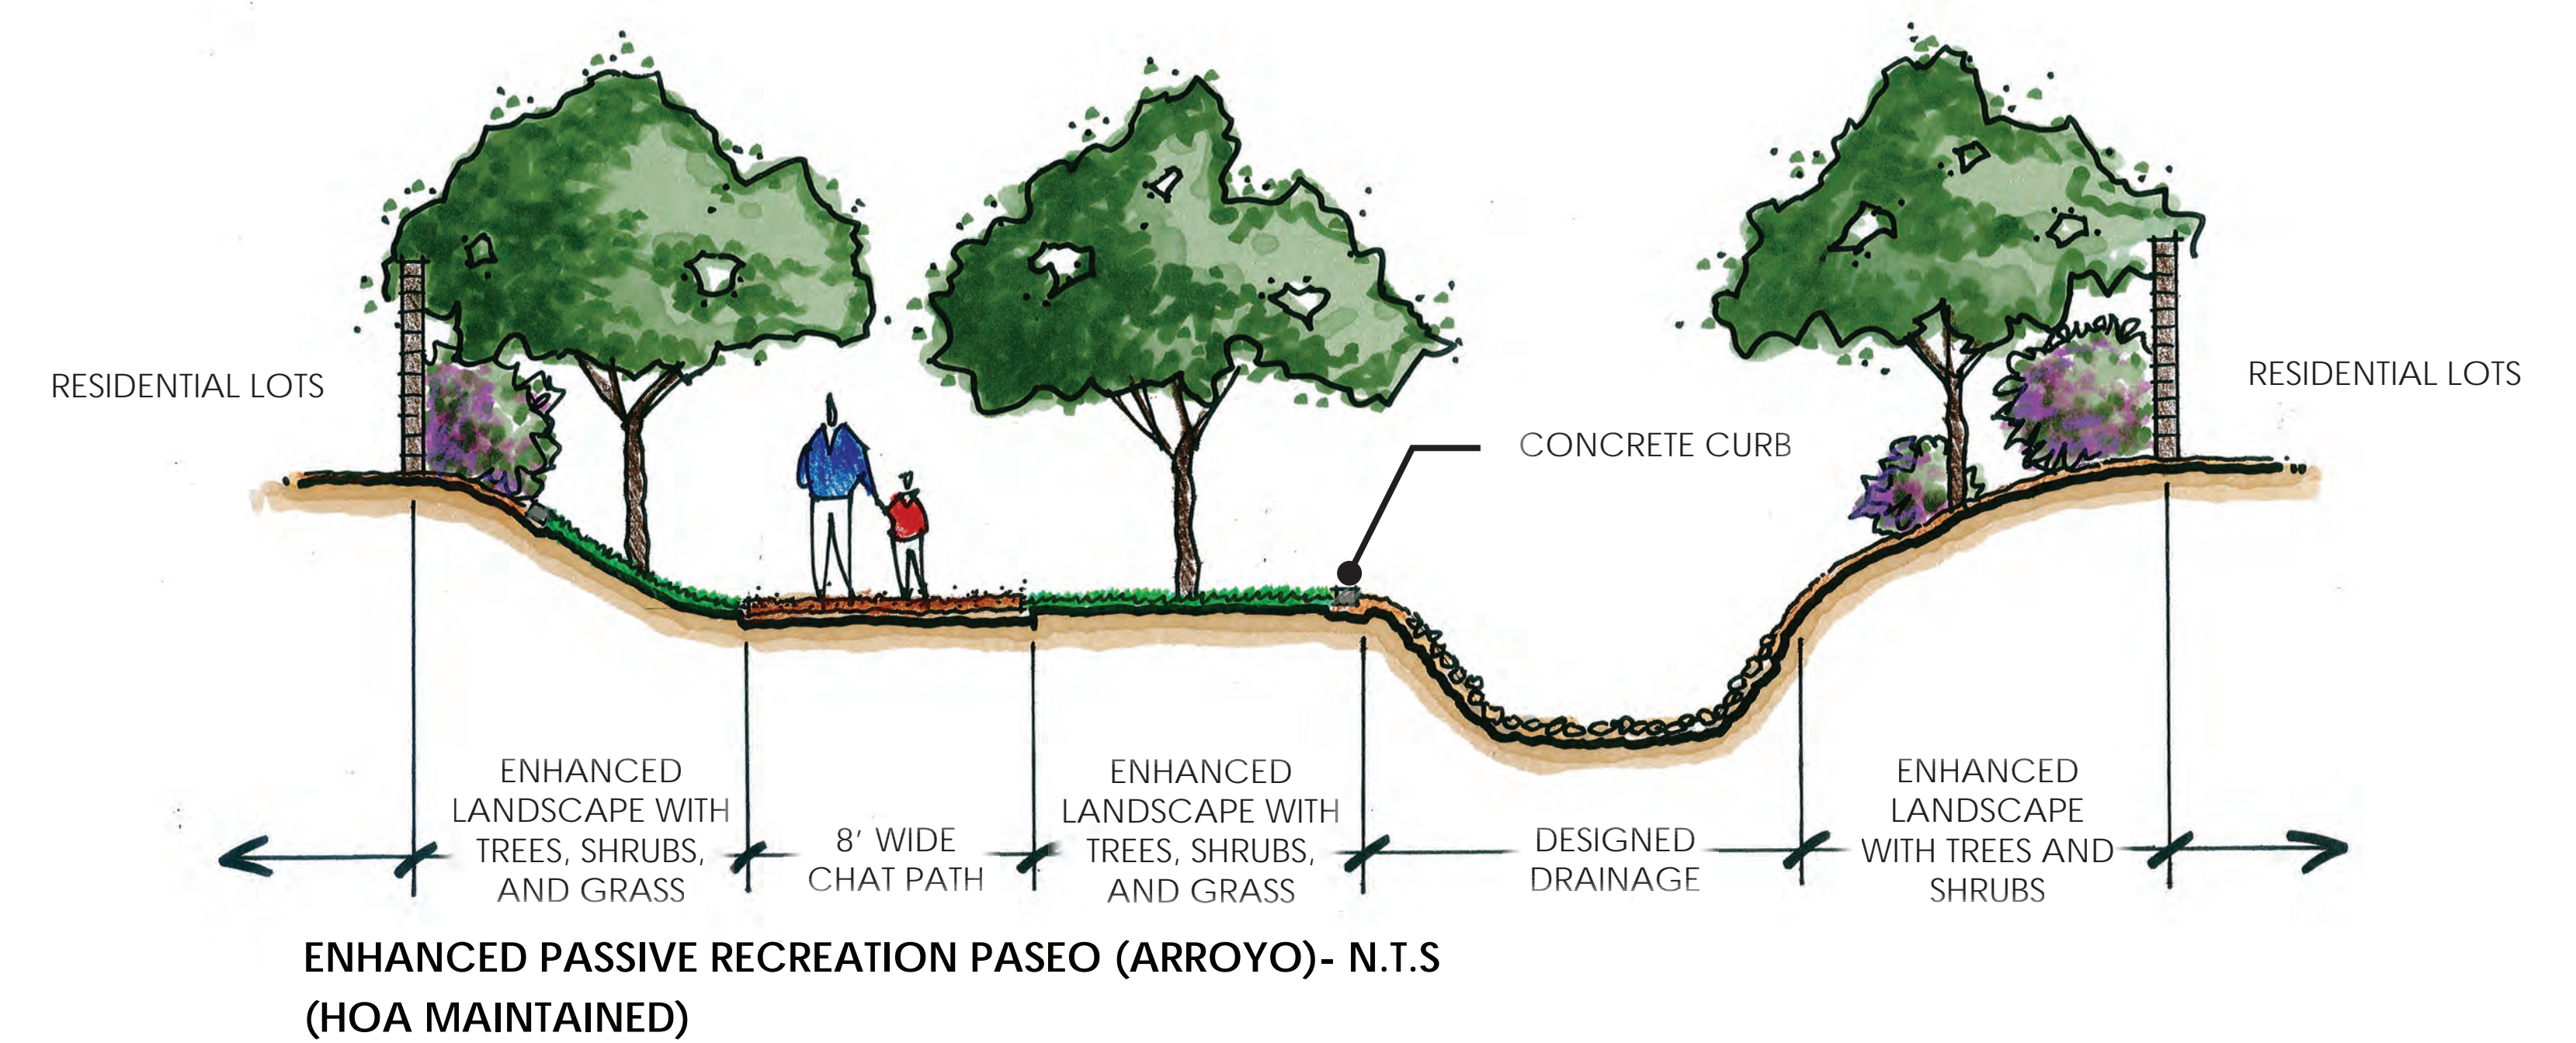 RESIDENTIAL LOTS
RESIDENTIAL LOTS
CONCRETE CURB
ENHANCED
LANDSCAPE WITH
TREES, SHRUBS,
AND GRASS
8' WIDE
CHAT PATH
ENHANCED
LANDSCAPE WITH
TREES, SHRUBS,
AND GRASS
DESIGNED
DRAINAGE
ENHANCED
LANDSCAPE
WITH TREES AND
SHRUBS
ENHANCED PASSIVE RECREATION PASEO (ARROYO)- N.T.S
(HOA MAINTAINED)